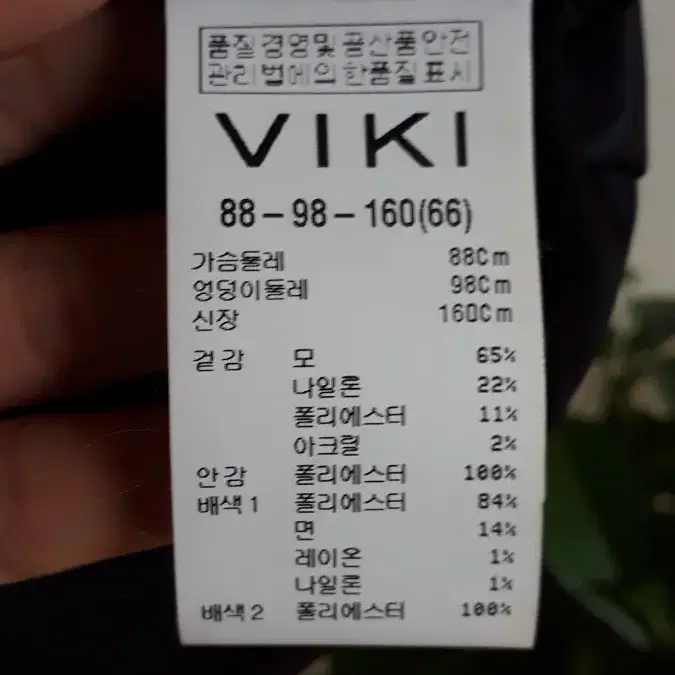 품질경영및공산품안전
관리법에의한품질표시
VIKI
88-98-160(66)
가슴둘레 88Cm
엉덩이둘레 98Cm
신장 160Cm
겉감 모 65%
나일론 22%
폴리에스터 11%
아크릴 2%
안감 폴리에스터 100%
배색1 폴리에스터 84%
면 14%
레이온 1%
나일론 1%
배색2 폴리에스터 100%